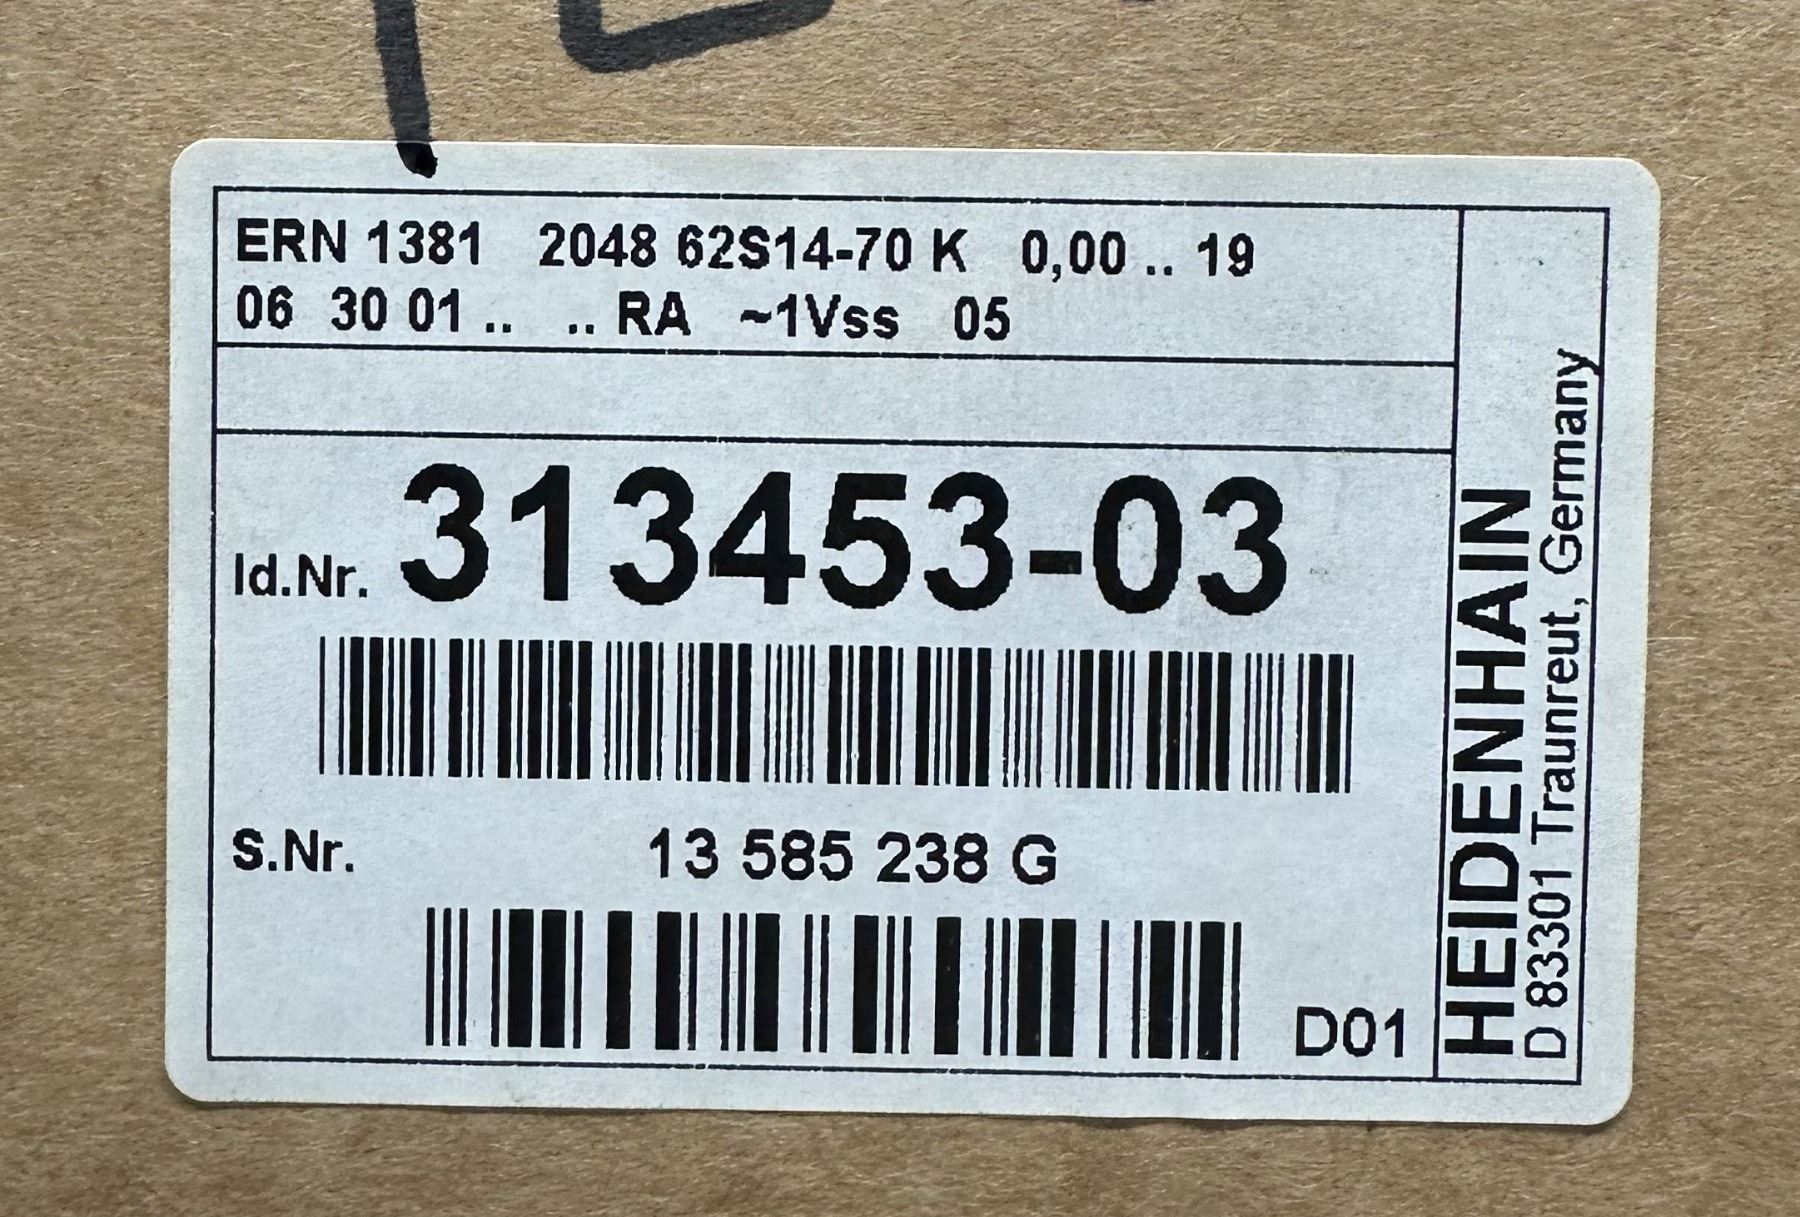 ERN 1381 2048 62S14-70 K 0,00 .. 19
06 30 01 .. .. RA ~1Vss 05
Id.Nr. 313453-03
S.Nr. 13 585 238 G
D01
HEIDENHAIN
D 83301 Traunreut, Germany